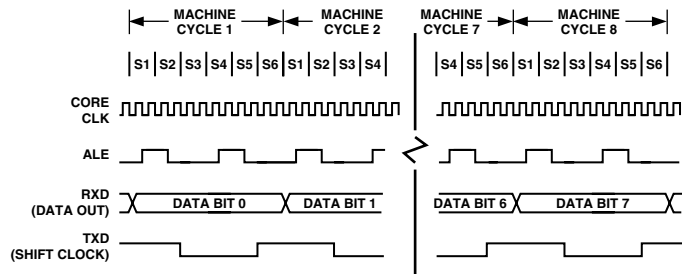 MACHINE CYCLE 1
MACHINE CYCLE 2
MACHINE CYCLE 7
MACHINE CYCLE 8
S1 S2 S3 S4 S5 S6 S1 S2 S3 S4
S4 S5 S6 S1 S2 S3 S4 S5 S6
CORE CLK
ALE
RXD (DATA OUT)
DATA BIT 0
DATA BIT 1
DATA BIT 6
DATA BIT 7
TXD (SHIFT CLOCK)